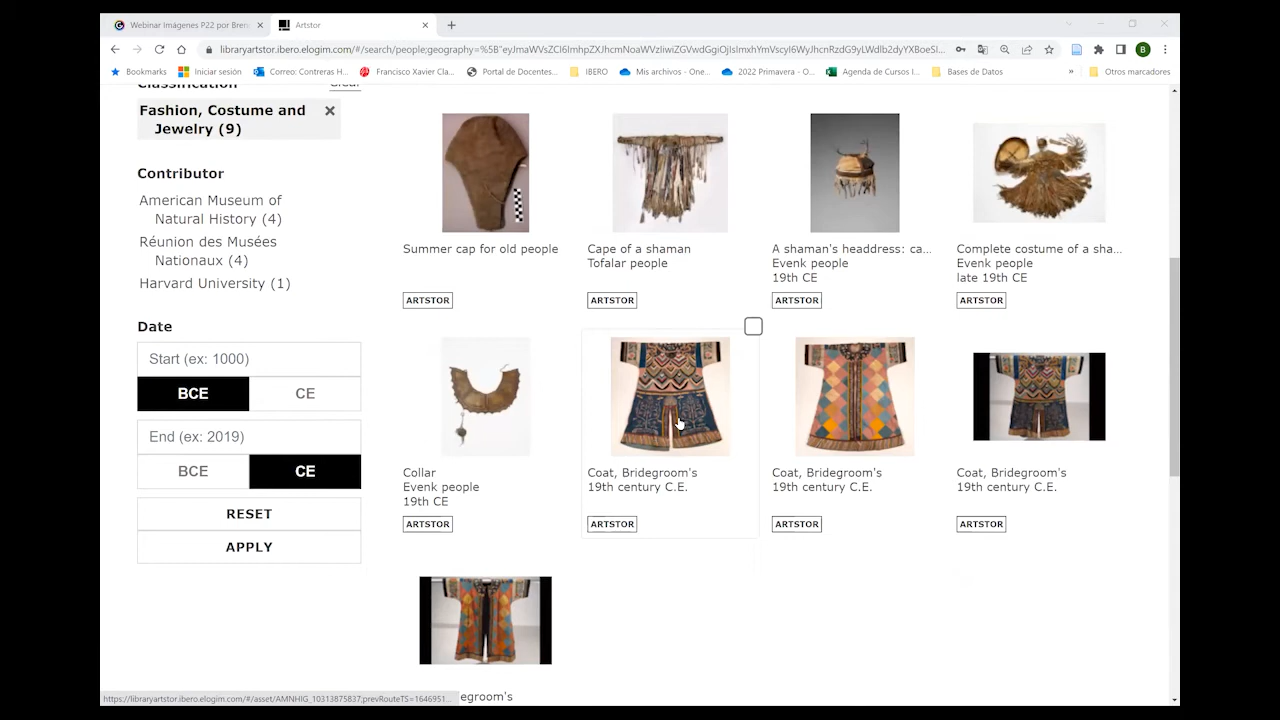 Webinar Imágenes P22 por Bren
Artstor
libraryartstor.ibero.elogim.com/#/search/people;geography=%5B"eyJmaWVsZCI6ImhpZXJhcmNoaWVzIiwiZGVwdGgiOjIsImxhYmVscyI6WyJhcnRzdG9yLWdlb2dyYXBoeSI...
Bookmarks
Iniciar sesión
Correo: Contreras H...
Francisco Xavier Cla...
Portal de Docentes...
IBERO
Mis archivos - One...
2022 Primavera - O...
Agenda de Cursos I...
Bases de Datos
»
Otros marcadores
B
Classification
Clear
Fashion, Costume and
Jewelry (9)
Contributor
American Museum of
Natural History (4)
Réunion des Musées
Nationaux (4)
Harvard University (1)
Date
Start (ex: 1000)
BCE
CE
End (ex: 2019)
BCE
CE
RESET
APPLY
Summer cap for old people
ARTSTOR
Cape of a shaman
Tofalar people
ARTSTOR
A shaman's headdress: ca...
Evenk people
19th CE
ARTSTOR
Complete costume of a sha...
Evenk people
late 19th CE
ARTSTOR
Collar
Evenk people
19th CE
ARTSTOR
Coat, Bridegroom's
19th century C.E.
ARTSTOR
Coat, Bridegroom's
19th century C.E.
ARTSTOR
Coat, Bridegroom's
19th century C.E.
ARTSTOR
egroom's
https://libraryartstor.ibero.elogim.com/#/asset/AMNHIG_10313875837;prevRouteTS=1646951...